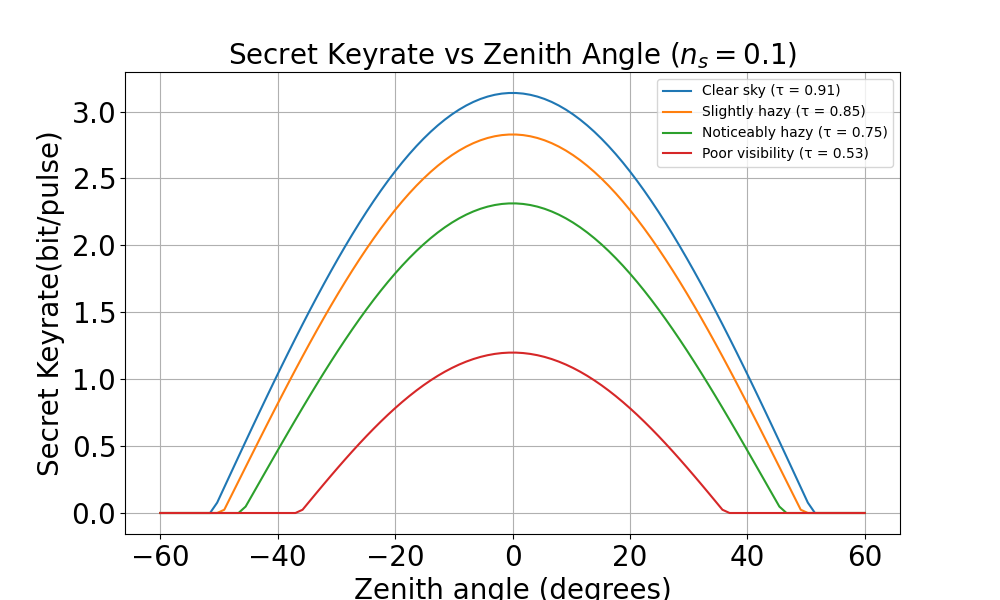 Secret Keyrate vs Zenith Angle (nₛ = 0.1)
Clear sky (τ = 0.91)
Slightly hazy (τ = 0.85)
Noticeably hazy (τ = 0.75)
Poor visibility (τ = 0.53)
Secret Keyrate(bit/pulse)
3.0
2.5
2.0
1.5
1.0
0.5
0.0
−60 −40 −20 0 20 40 60
Zenith angle (degrees)